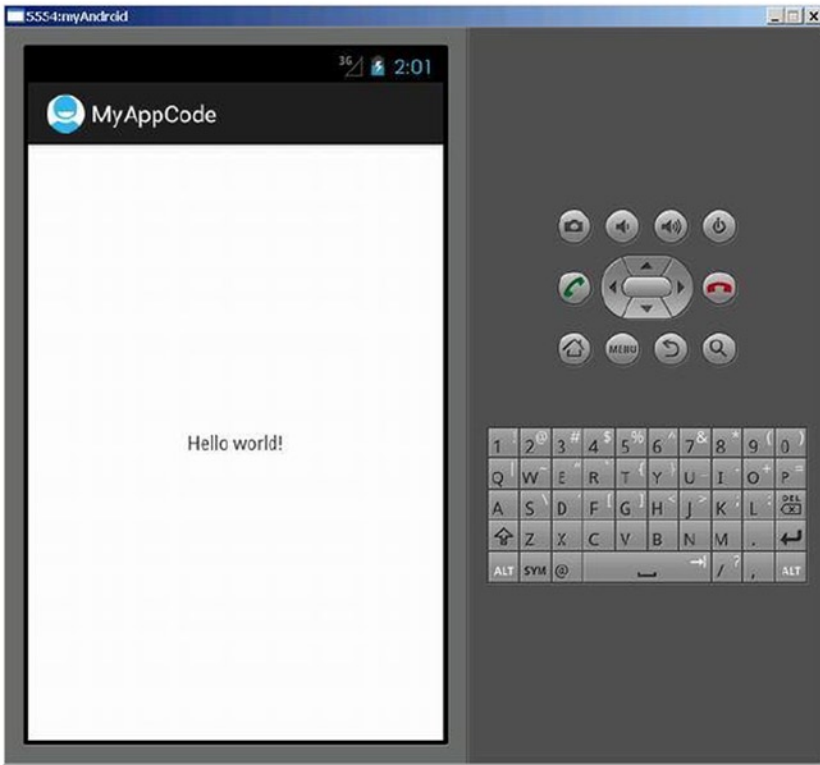 5554:myAndroid
3G 2:01
MyAppCode
Hello world!
MENU
1 ! 2 @ 3 # 4 $ 5 % 6 ^ 7 & 8 * 9 ( 0 )
Q | W ~ E " R ` T { Y } U _ I - O + P =
A S \ D ' F [ G ] H < J > K ; L : DEL
Z X C V B N M .
ALT SYM @ / ? , ALT